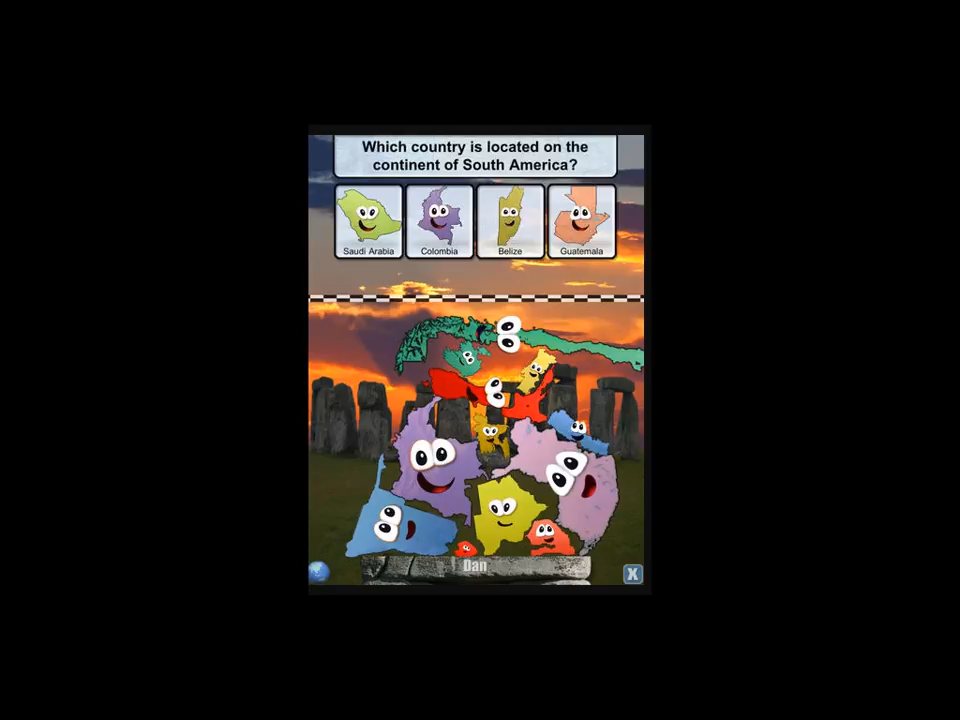 Which country is located on the
continent of South America?
Saudi Arabia
Colombia
Belize
Guatemala
Dan
X